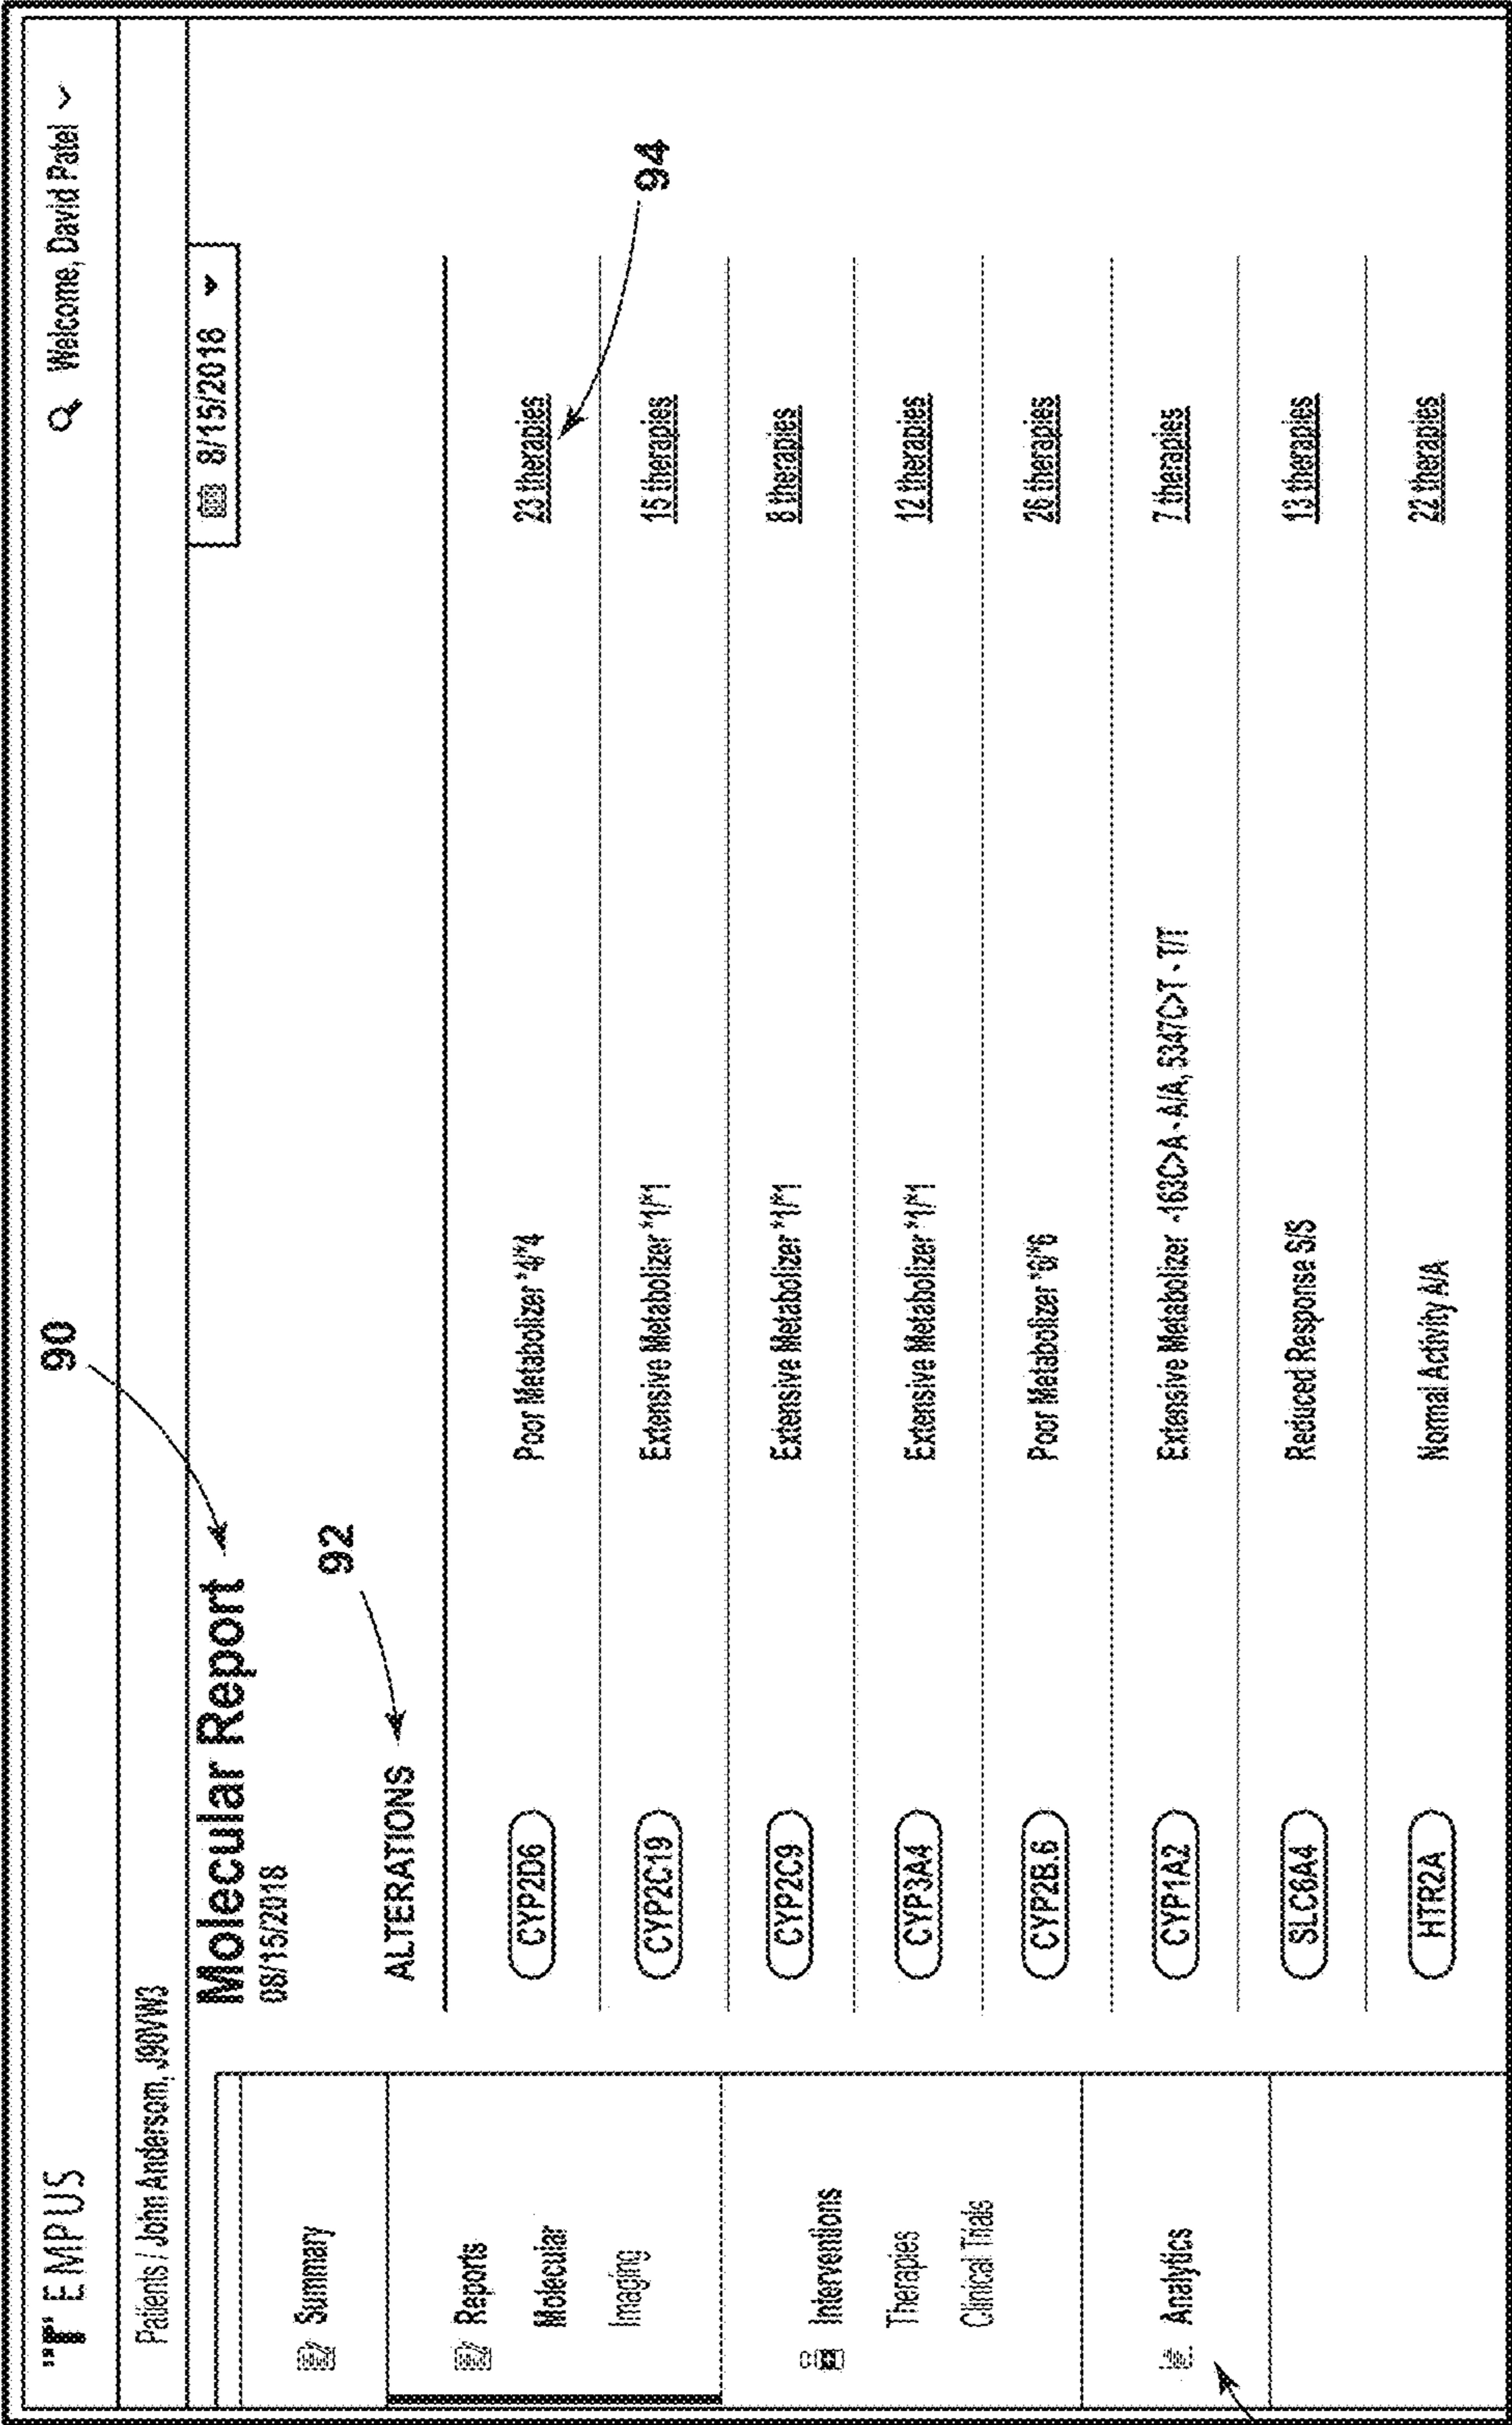 TEMPUS
Welcome, David Patel
Patients / John Anderson, J90VW3
90
Molecular Report
08/15/2018
8/15/2018
92
94
Summary
Reports
Molecular
Imaging
Interventions
Therapies
Clinical Trials
Analytics
ALTERATIONS
CYP2D6 Poor Metabolizer *4/*4 23 therapies
CYP2C19 Extensive Metabolizer *1/*1 15 therapies
CYP2C9 Extensive Metabolizer *1/*1 8 therapies
CYP3A4 Extensive Metabolizer *1/*1 12 therapies
CYP2B.6 Poor Metabolizer *6/*6 26 therapies
CYP1A2 Extensive Metabolizer -163C>A - A/A, 5347C>T - T/T 7 therapies
SLC6A4 Reduced Response S/S 13 therapies
HTR2A Normal Activity A/A 22 therapies